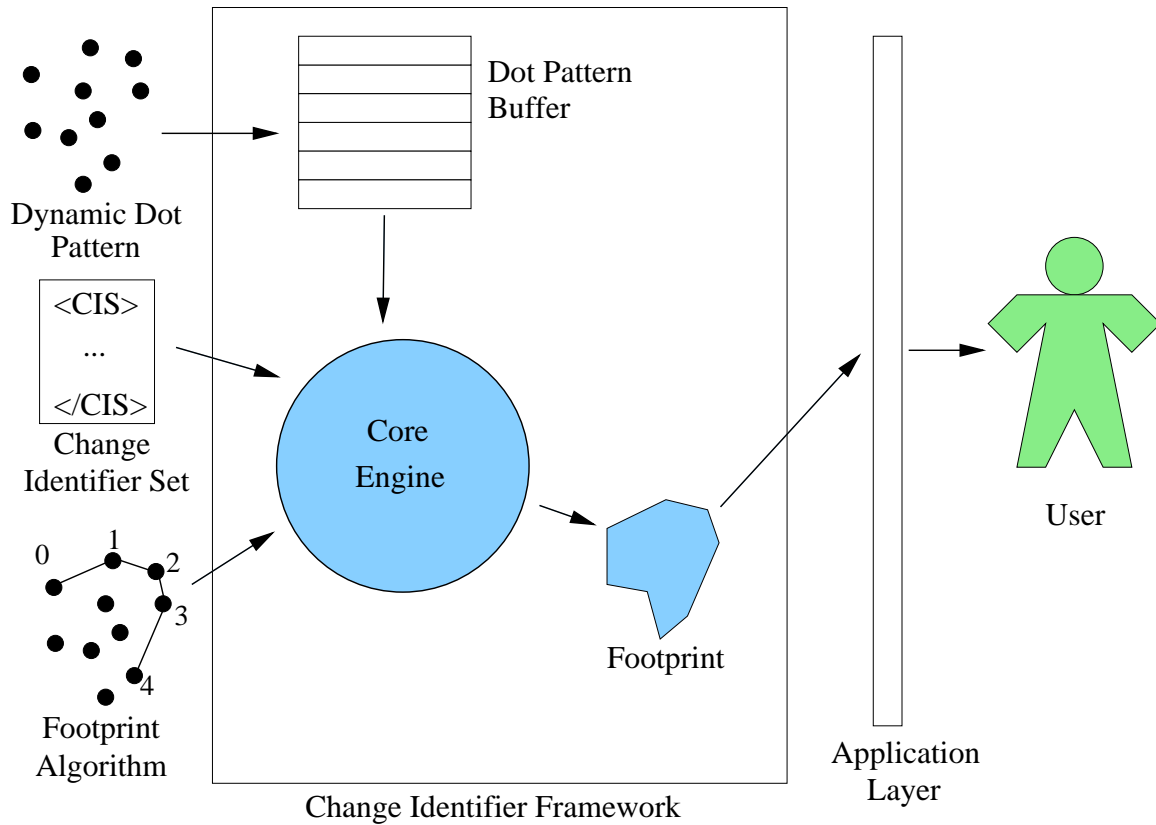 Dot Pattern
Buffer
Dynamic Dot
Pattern
<CIS>
...
</CIS>
Change
Identifier Set
Core
Engine
User
0
1
2
3
4
Footprint
Footprint
Algorithm
Application
Layer
Change Identifier Framework